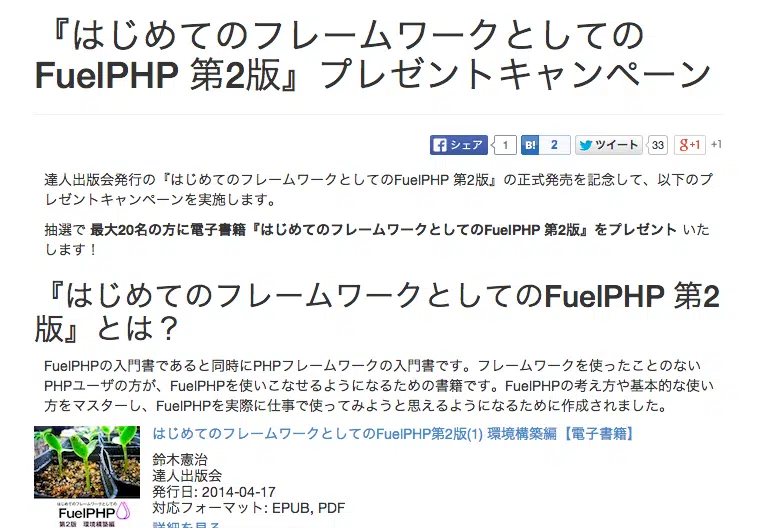 『はじめてのフレームワークとしての
FuelPHP 第2版』プレゼントキャンペーン
シェア 1 B! 2 ツイート 33 g+1 +1
達人出版会発行の『はじめてのフレームワークとしてのFuelPHP 第2版』の正式発売を記念して、以下のプ
レゼントキャンペーンを実施します。
抽選で 最大20名の方に電子書籍『はじめてのフレームワークとしてのFuelPHP 第2版』をプレゼント いた
します！
『はじめてのフレームワークとしてのFuelPHP 第2
版』とは？
FuelPHPの入門書であると同時にPHPフレームワークの入門書です。フレームワークを使ったことのない
PHPユーザの方が、FuelPHPを使いこなせるようになるための書籍です。FuelPHPの考え方や基本的な使い
方をマスターし、FuelPHPを実際に仕事で使ってみようと思えるようになるために作成されました。
はじめてのフレームワークとしてのFuelPHP第2版(1) 環境構築編【電子書籍】
鈴木憲治
達人出版会
発行日: 2014-04-17
対応フォーマット: EPUB, PDF
詳細を見る
はじめてのフレームワークとしての
FuelPHP
第2版 環境構築編